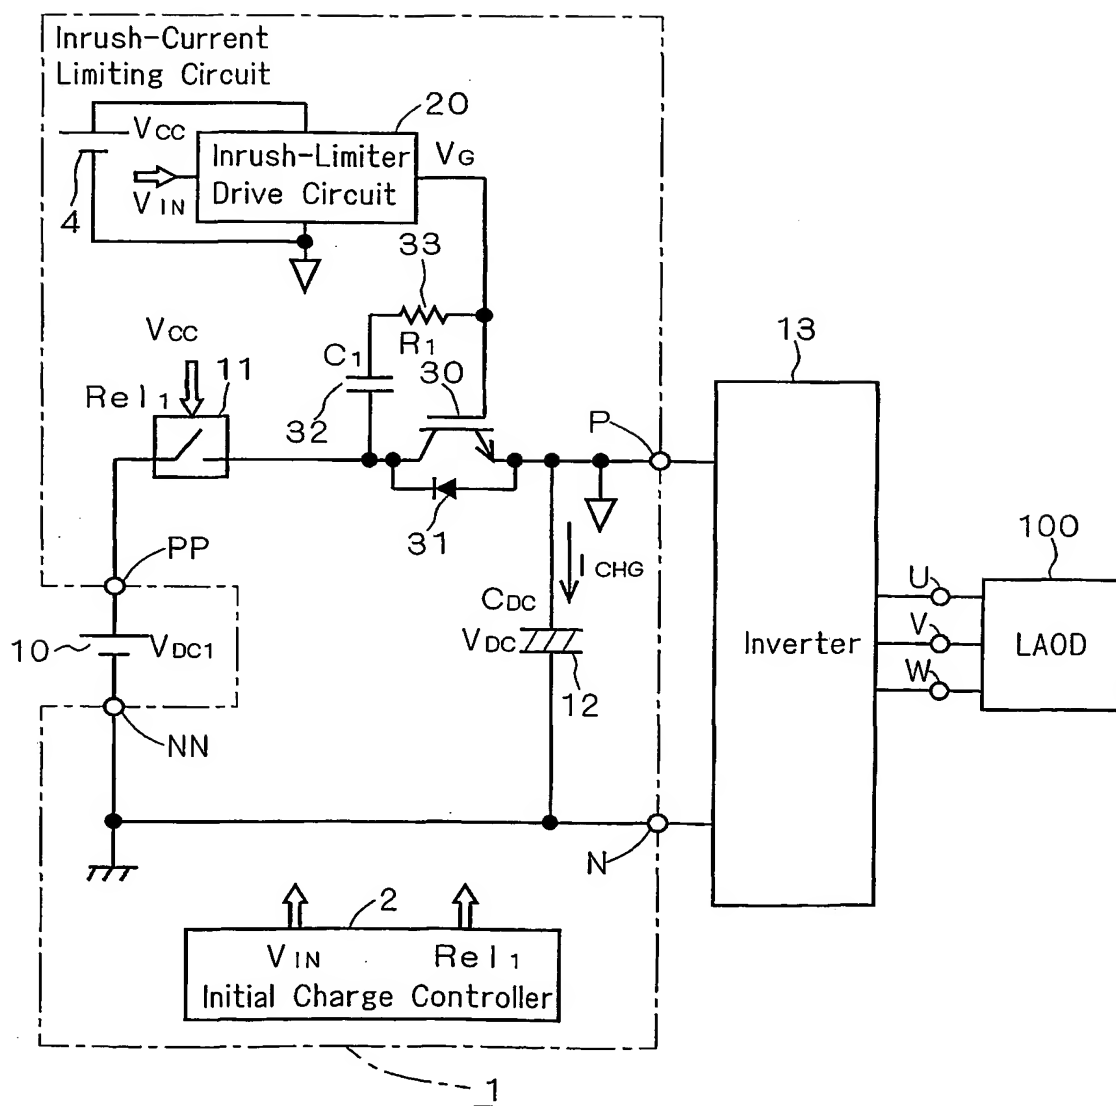 Inrush-Current
Limiting Circuit
20
VCC
Inrush-Limiter
Drive Circuit
VG
VIN
4
33
R1
C1
VCC
Rel1
11
30
32
13
P
31
PP
ICHG
100
CDC
U
10
VDC1
VDC
V
Inverter
LAOD
W
12
NN
N
2
VIN
Rel1
Initial Charge Controller
1